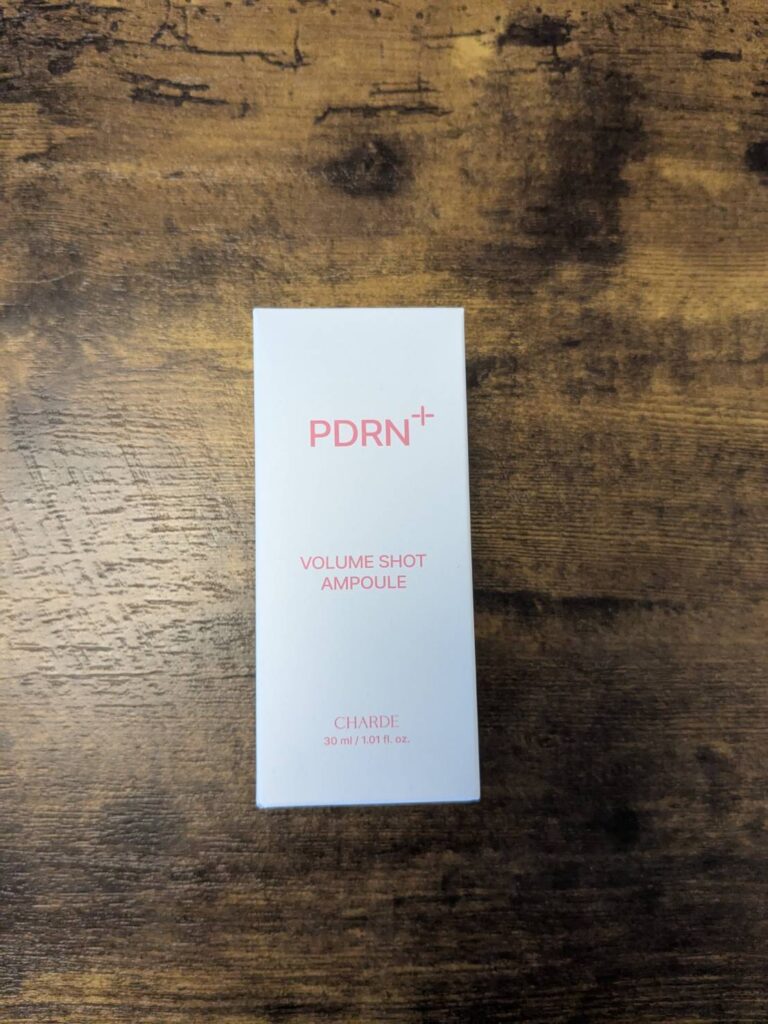 PDRN+
VOLUME SHOT
AMPOULE
CHARDE
30 ml / 1.01 fl. oz.